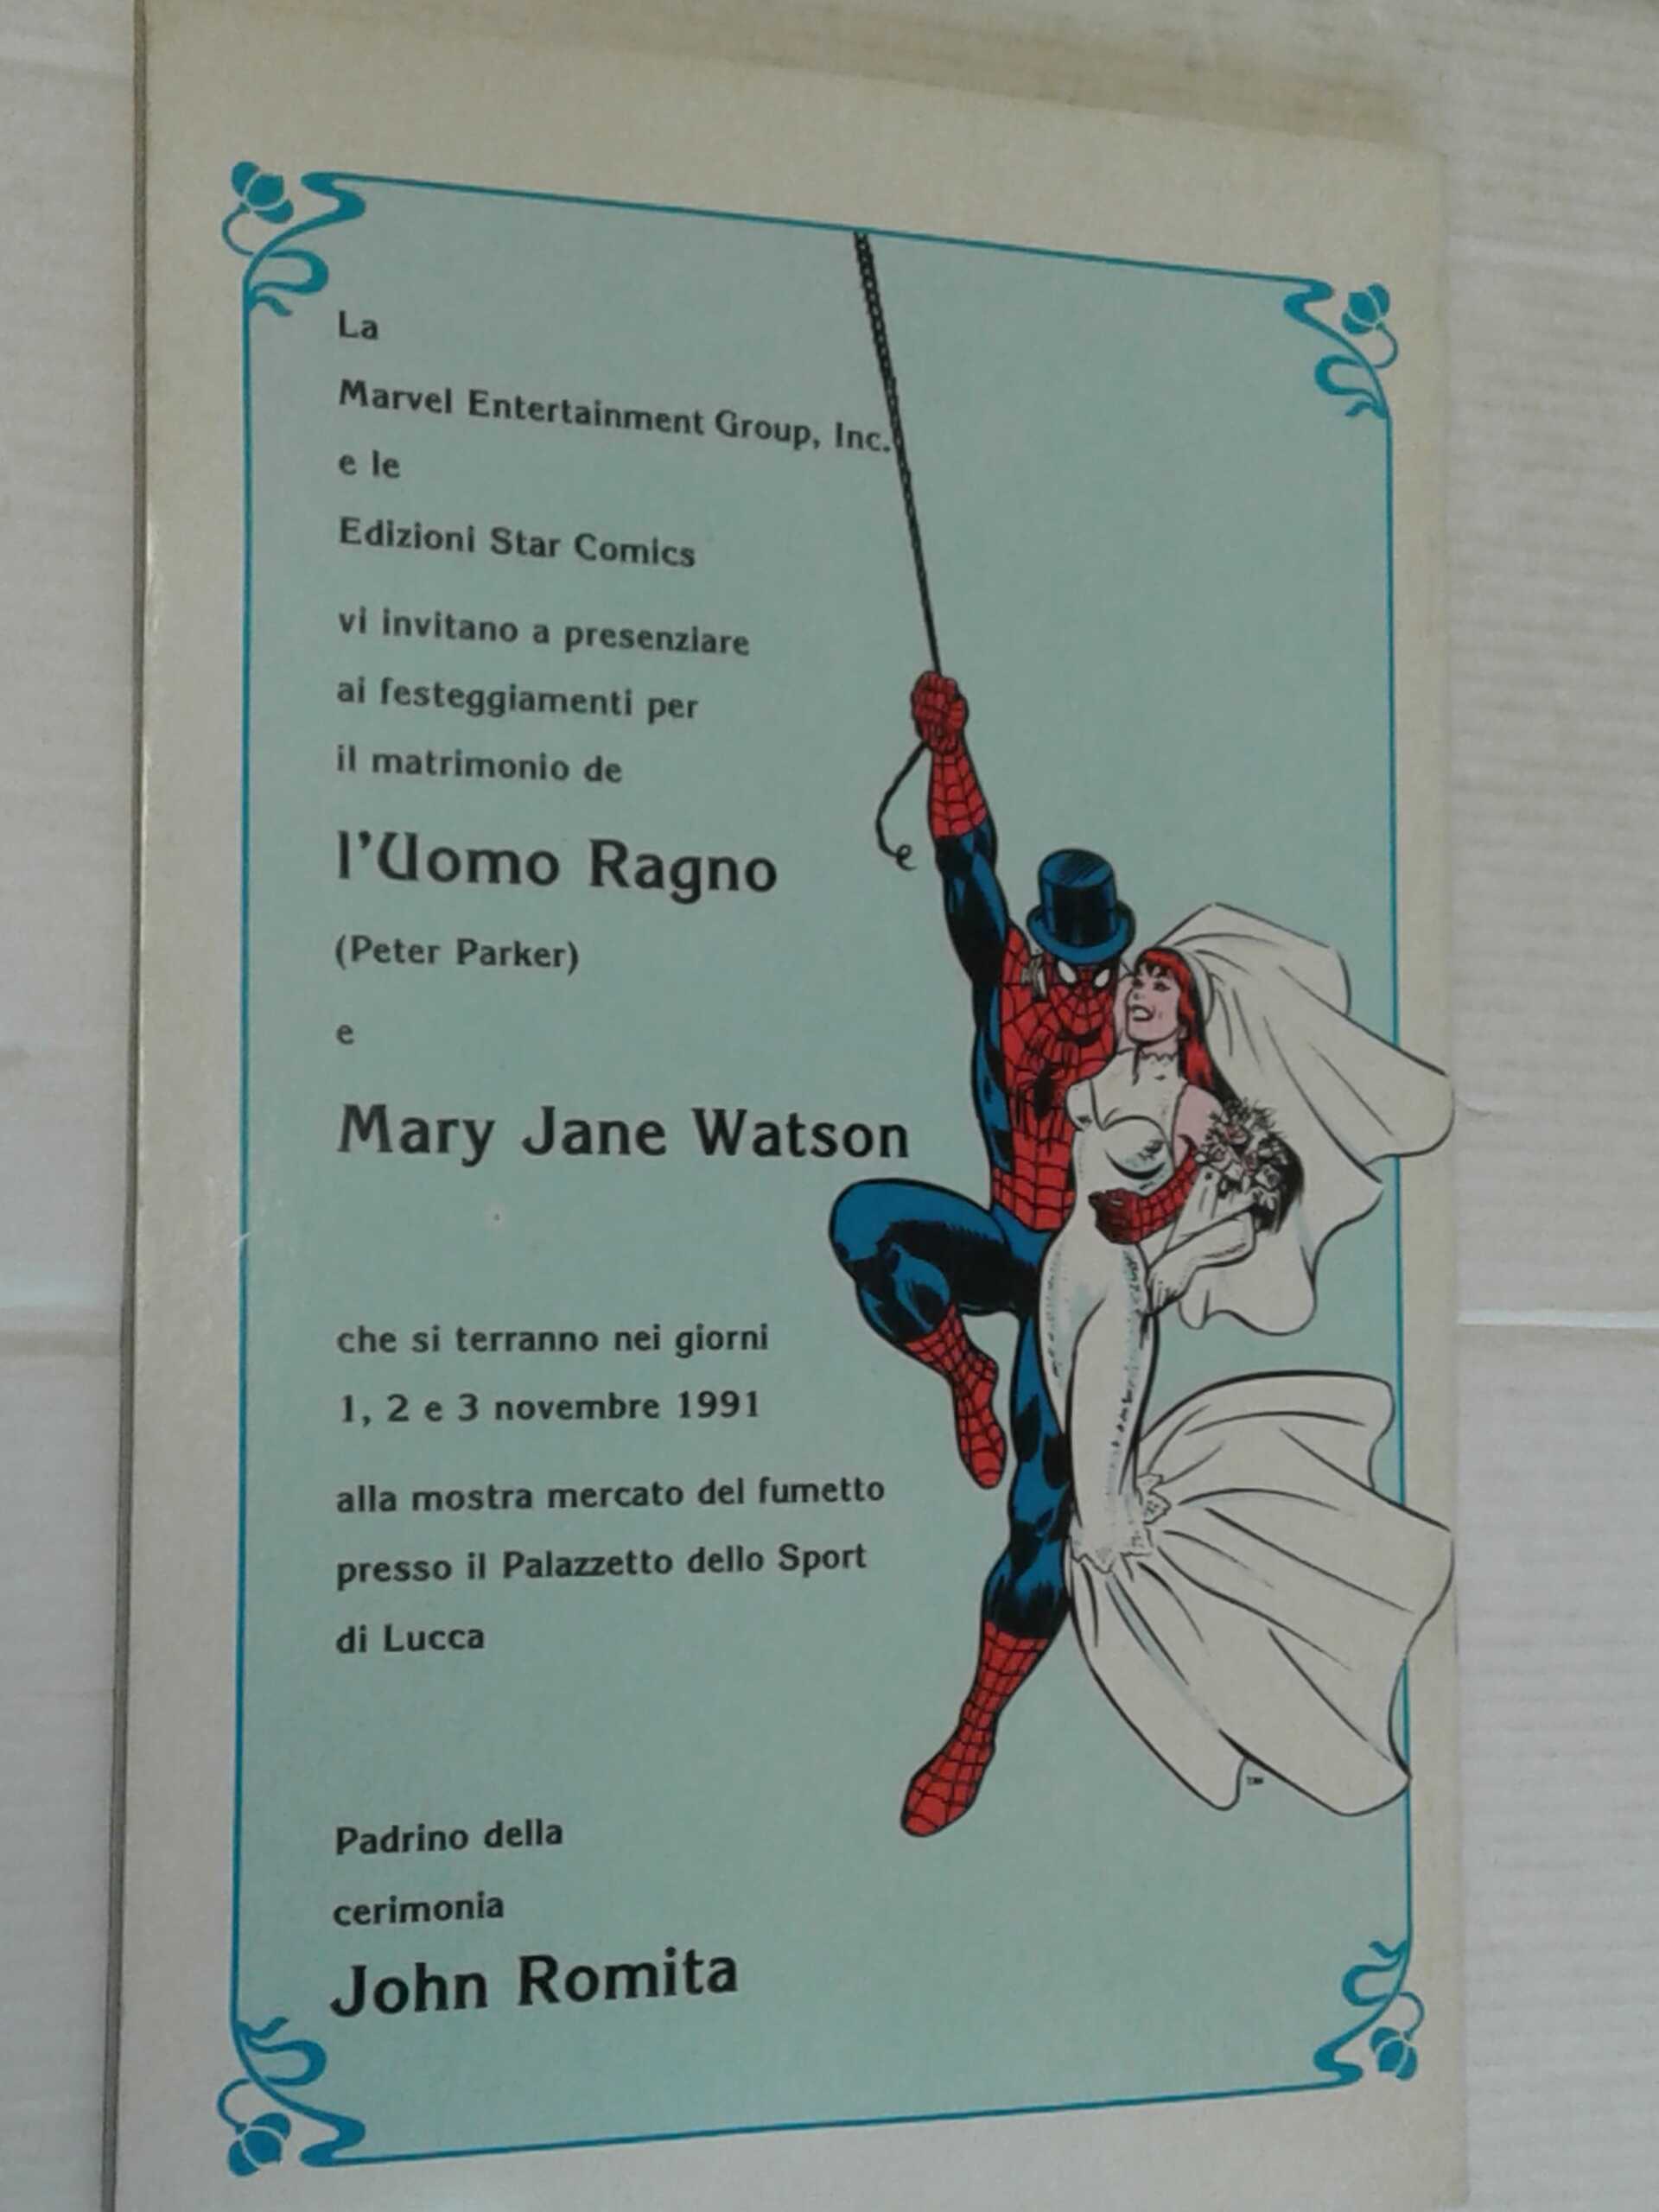 La
Marvel Entertainment Group, Inc.
e le
Edizioni Star Comics
vi invitano a presenziare
ai festeggiamenti per
il matrimonio de
l'Uomo Ragno
(Peter Parker)
e
Mary Jane Watson
che si terranno nei giorni
1, 2 e 3 novembre 1991
alla mostra mercato del fumetto
presso il Palazzetto dello Sport
di Lucca
TM
Padrino della
cerimonia
John Romita